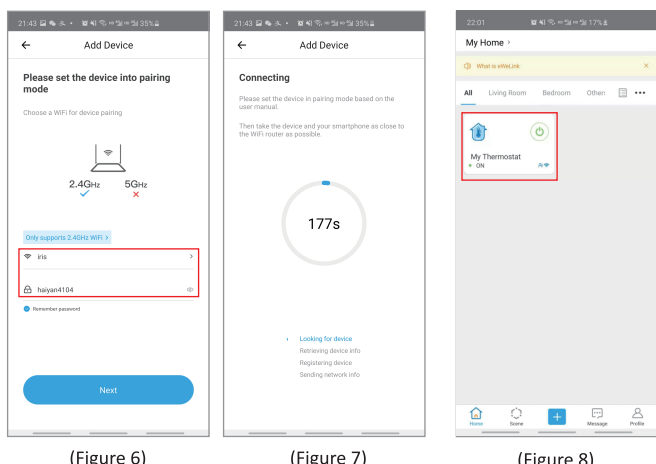 21:43 35%
Add Device
Please set the device into pairing
mode
Choose a WiFi for device pairing
2.4GHz 5GHz
Only supports 2.4GHz WiFi >
iris
haiyan4104
Remember password
Next
(Figure 6)
21:43 35%
Add Device
Connecting
Please set the device in pairing mode based on the
user manual.
Then take the device and your smartphone as close to
the WiFi router as possible.
177s
Looking for device
Retrieving device info
Registering device
Sending network info
(Figure 7)
22:01 17%
My Home >
What is eWeLink
All Living Room Bedroom Other
My Thermostat
ON
Home Scene Message Profile
(Figure 8)